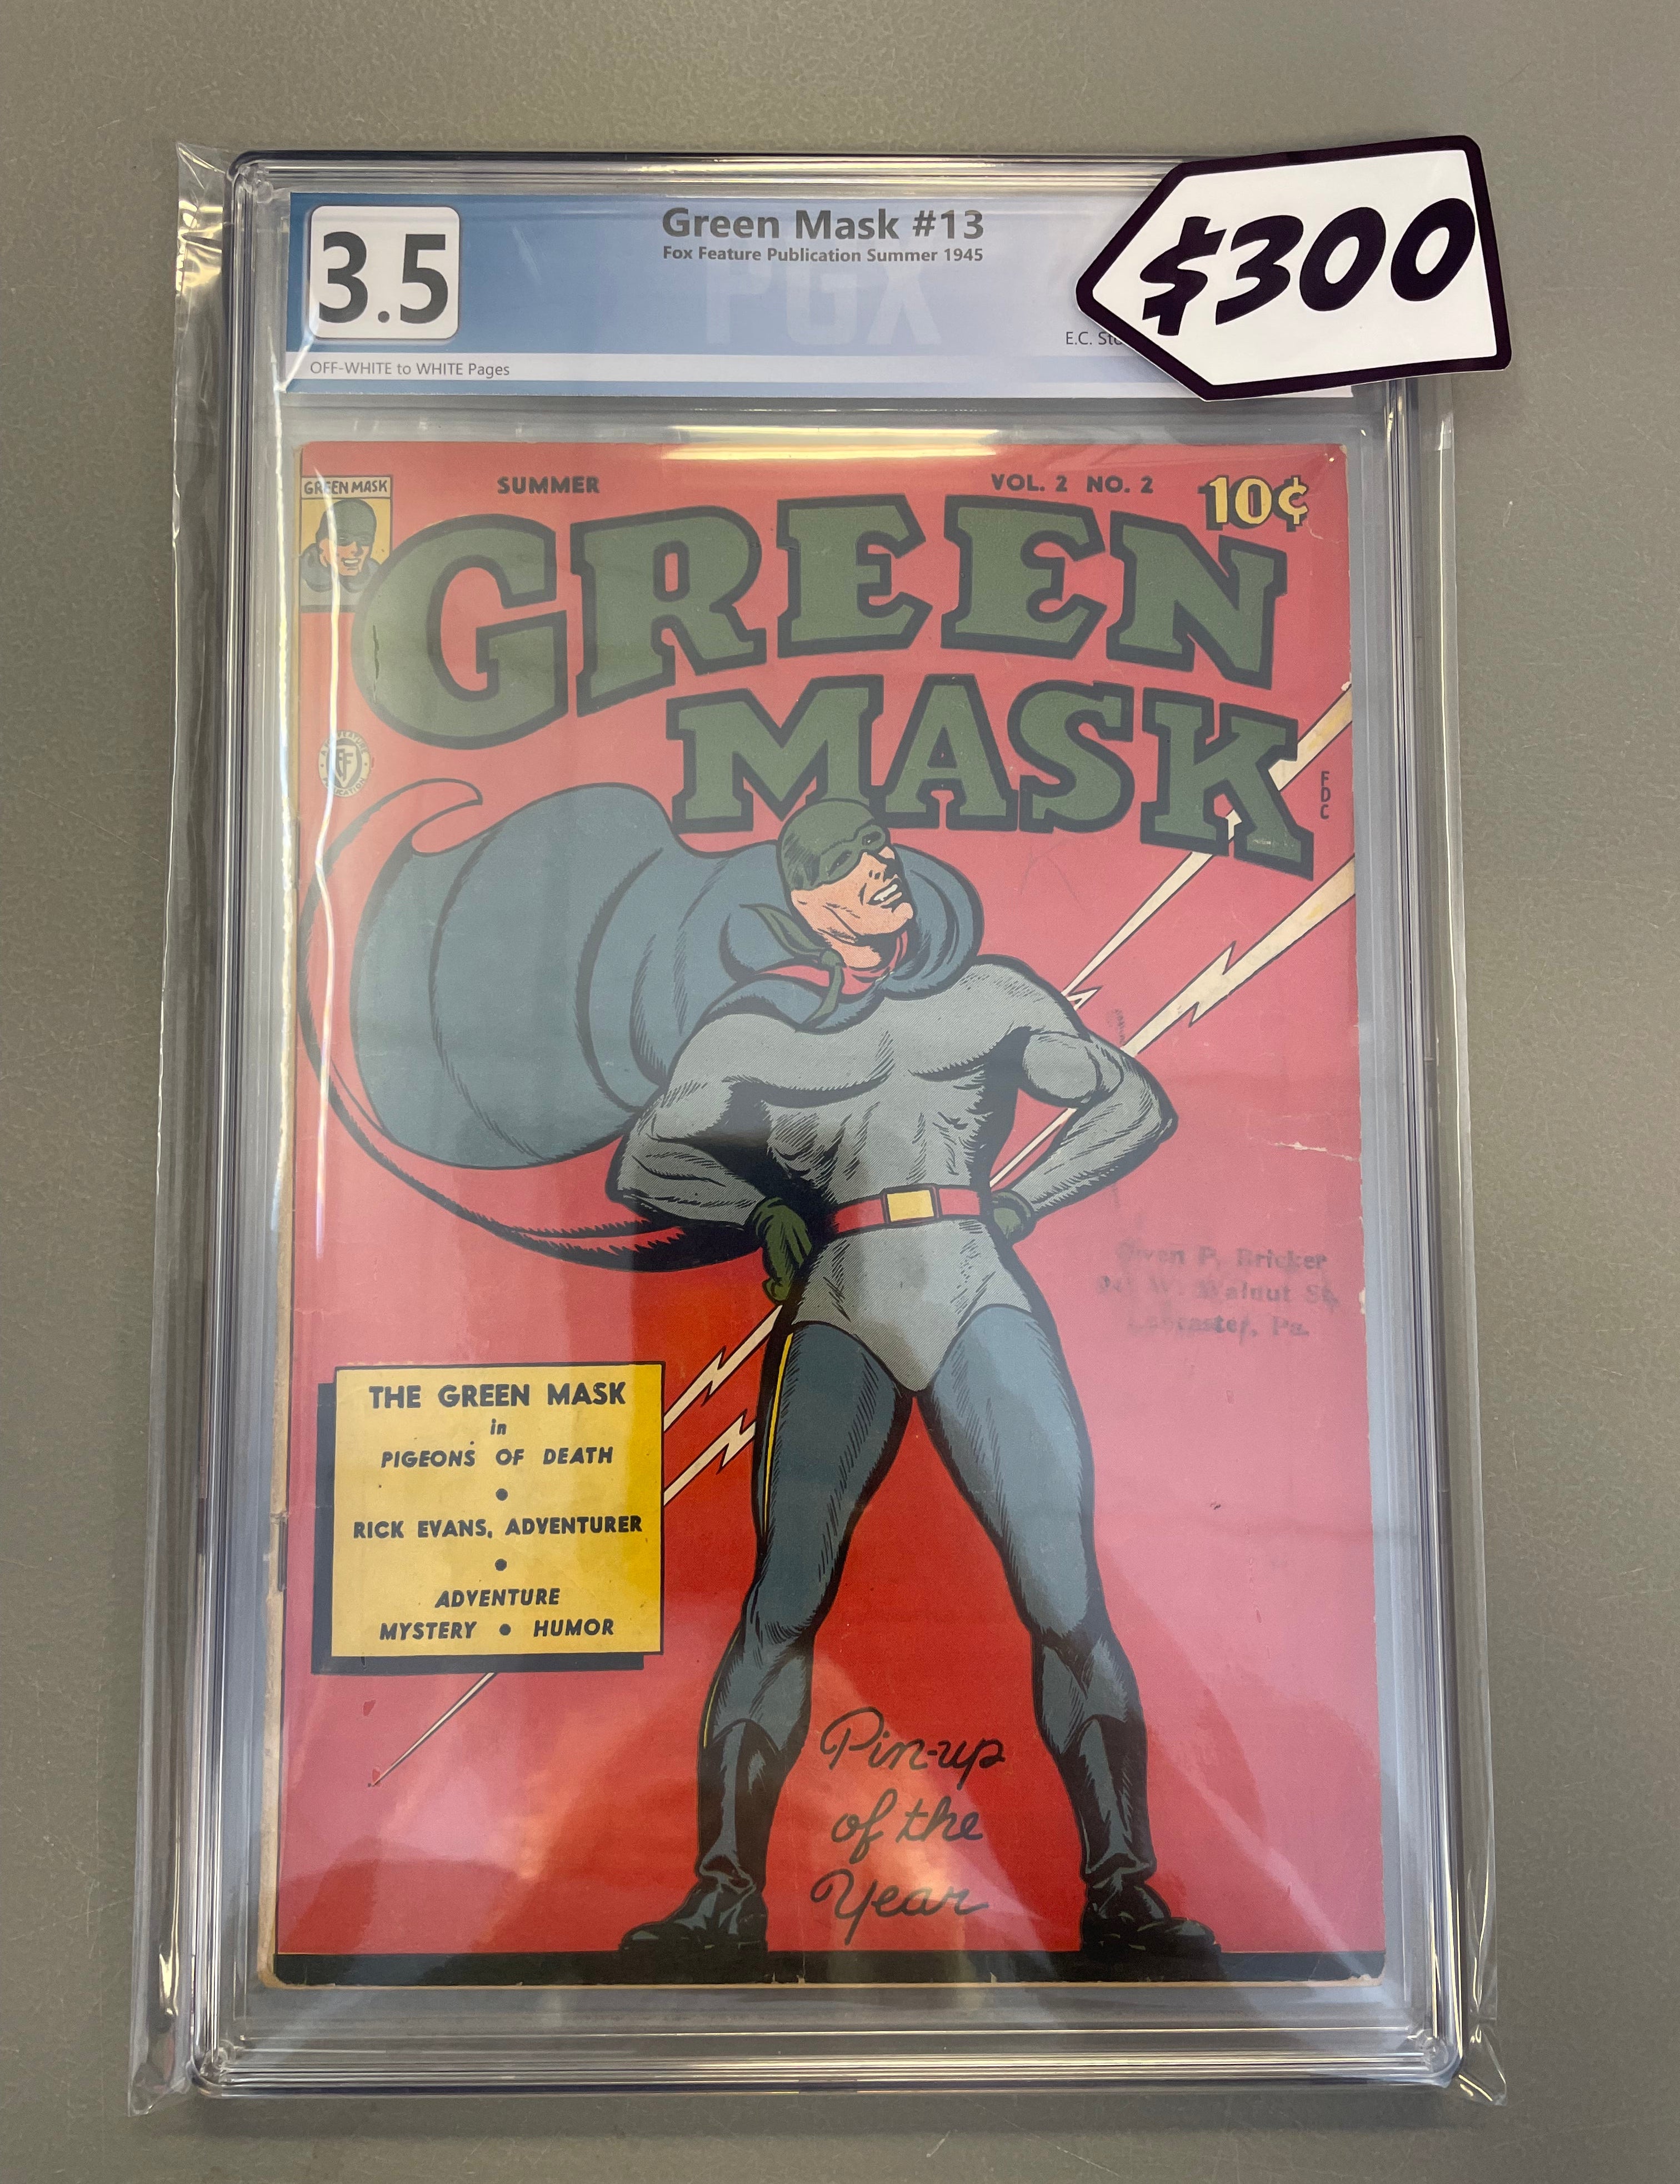 3.5
Green Mask #13
Fox Feature Publication Summer 1945
PGX
$300
E.C.
OFF-WHITE to WHITE Pages
GREEN MASK
SUMMER
VOL. 2 NO. 2
10¢
GREEN
MASK
FDC
P. Bricker
W. Walnut St.
Lancaster, Pa.
THE GREEN MASK
in
PIGEONS OF DEATH
•
RICK EVANS, ADVENTURER
•
ADVENTURE
MYSTERY • HUMOR
Pin-up
of the
Year